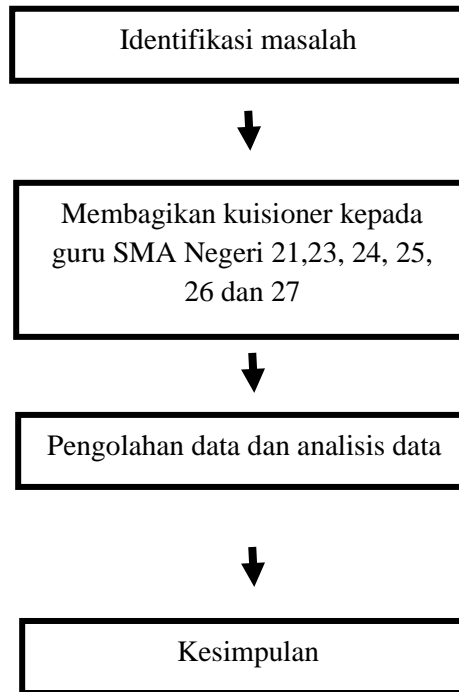 Identifikasi masalah
Membagikan kuisioner kepada
guru SMA Negeri 21,23, 24, 25,
26 dan 27
Pengolahan data dan analisis data
Kesimpulan